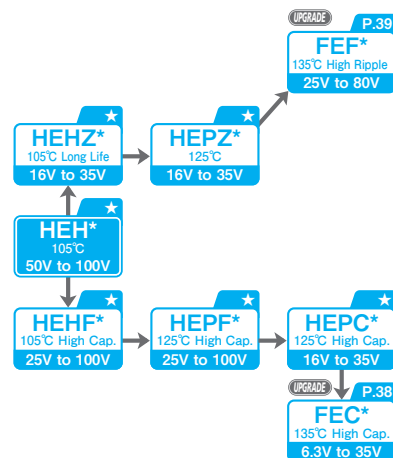 UPGRADE P.39
FEF*
135℃ High Ripple
25V to 80V
★ ★
HEHZ* HEPZ*
105℃ Long Life 125℃
16V to 35V 16V to 35V
★
HEH*
105℃
50V to 100V
★ ★ ★
HEHF* HEPF* HEPC*
105℃ High Cap. 125℃ High Cap. 125℃ High Cap.
25V to 100V 25V to 100V 16V to 35V
UPGRADE P.38
FEC*
135℃ High Cap.
6.3V to 35V